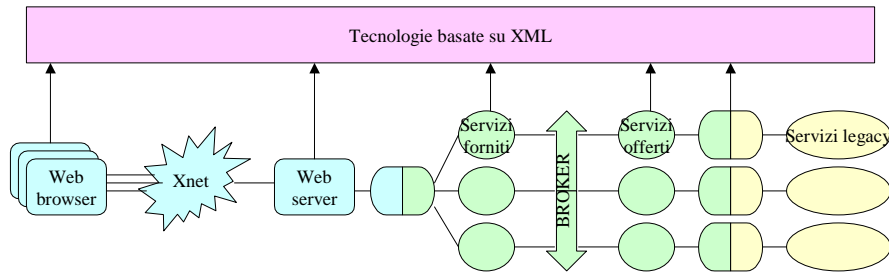 Tecnologie basate su XML
Web
browser
Xnet
Web
server
Servizi
forniti
BROKER
Servizi
offerti
Servizi legacy